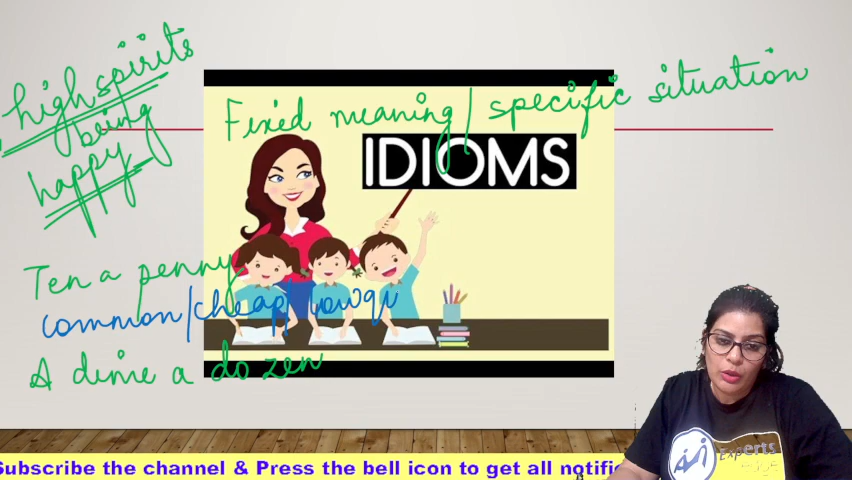 high spirits
being
happy
Fixed meaning / specific situation
IDIOMS
Ten a penny
common/cheap/lowqu
A dime a dozen
Experts
Subscribe the channel & Press the bell icon to get all notific